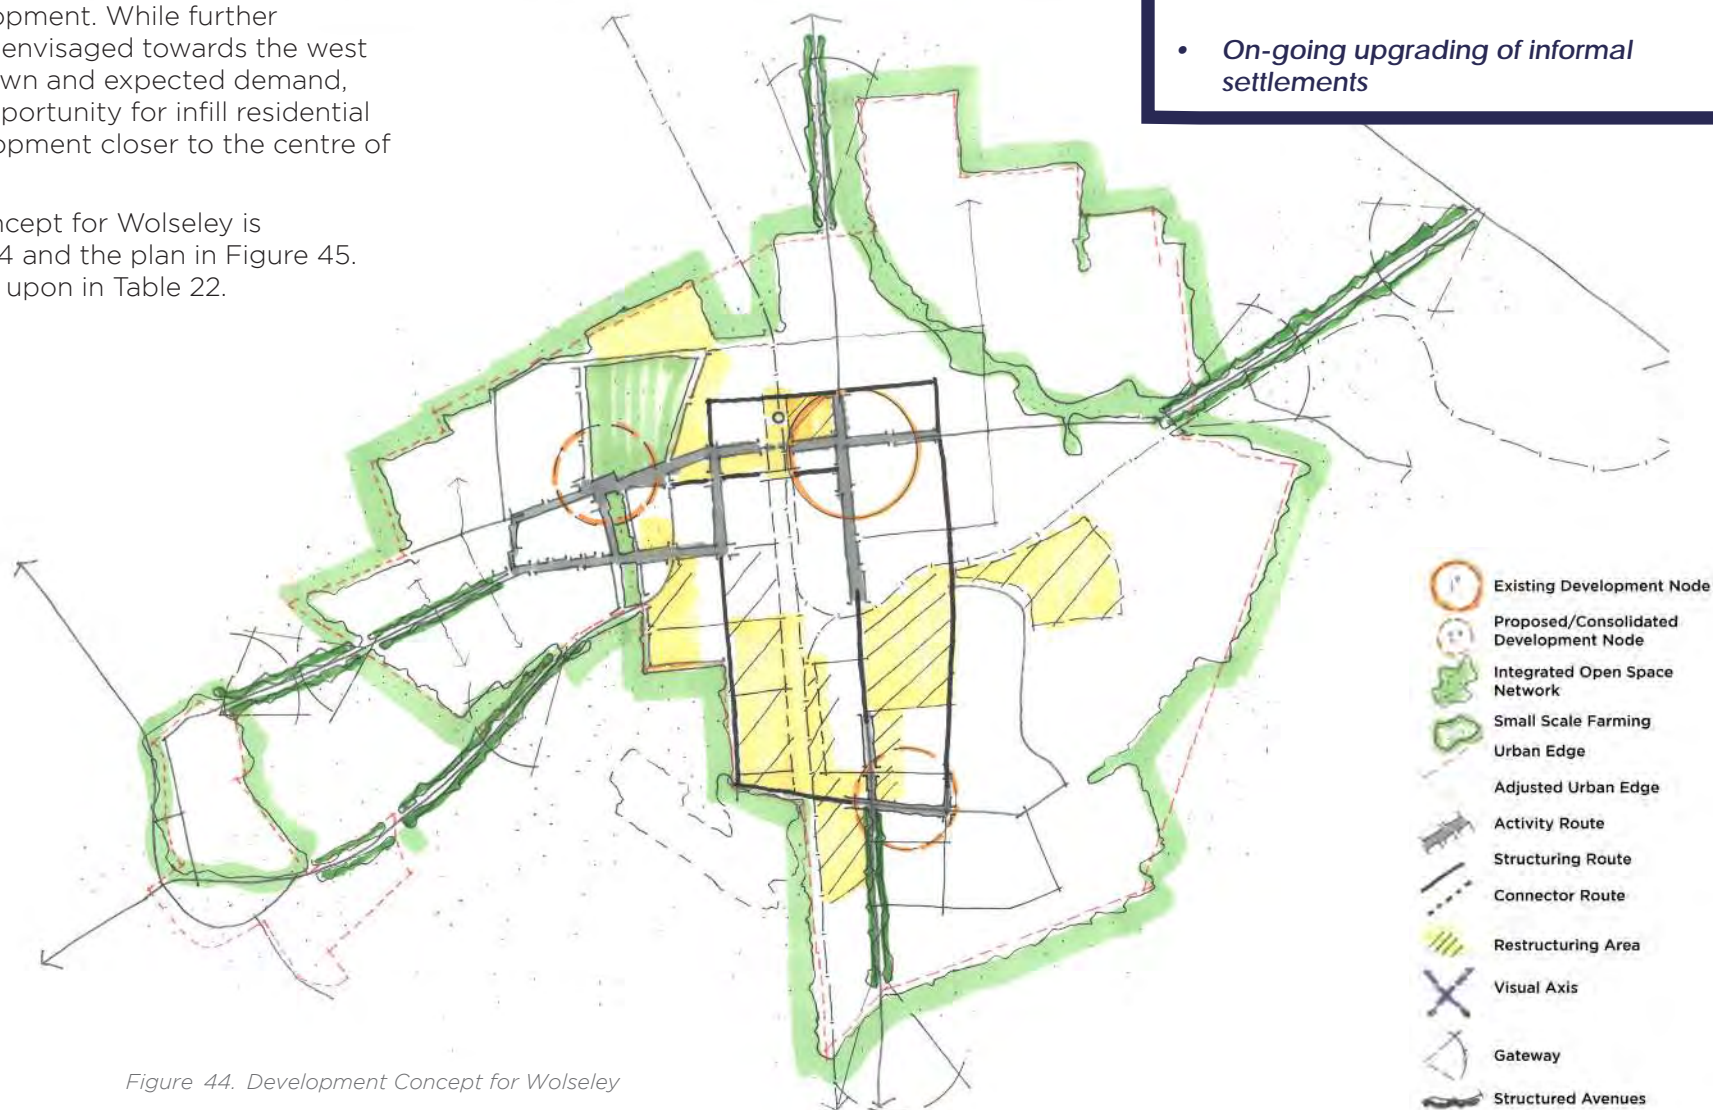 opment. While further
envisaged towards the west
wn and expected demand,
portunity for infill residential
opment closer to the centre of
ncept for Wolseley is
4 and the plan in Figure 45.
upon in Table 22.
• On-going upgrading of informal
settlements
Existing Development Node
Proposed/Consolidated
Development Node
Integrated Open Space
Network
Small Scale Farming
Urban Edge
Adjusted Urban Edge
Activity Route
Structuring Route
Connector Route
Restructuring Area
Visual Axis
Gateway
Structured Avenues
Figure 44. Development Concept for Wolseley